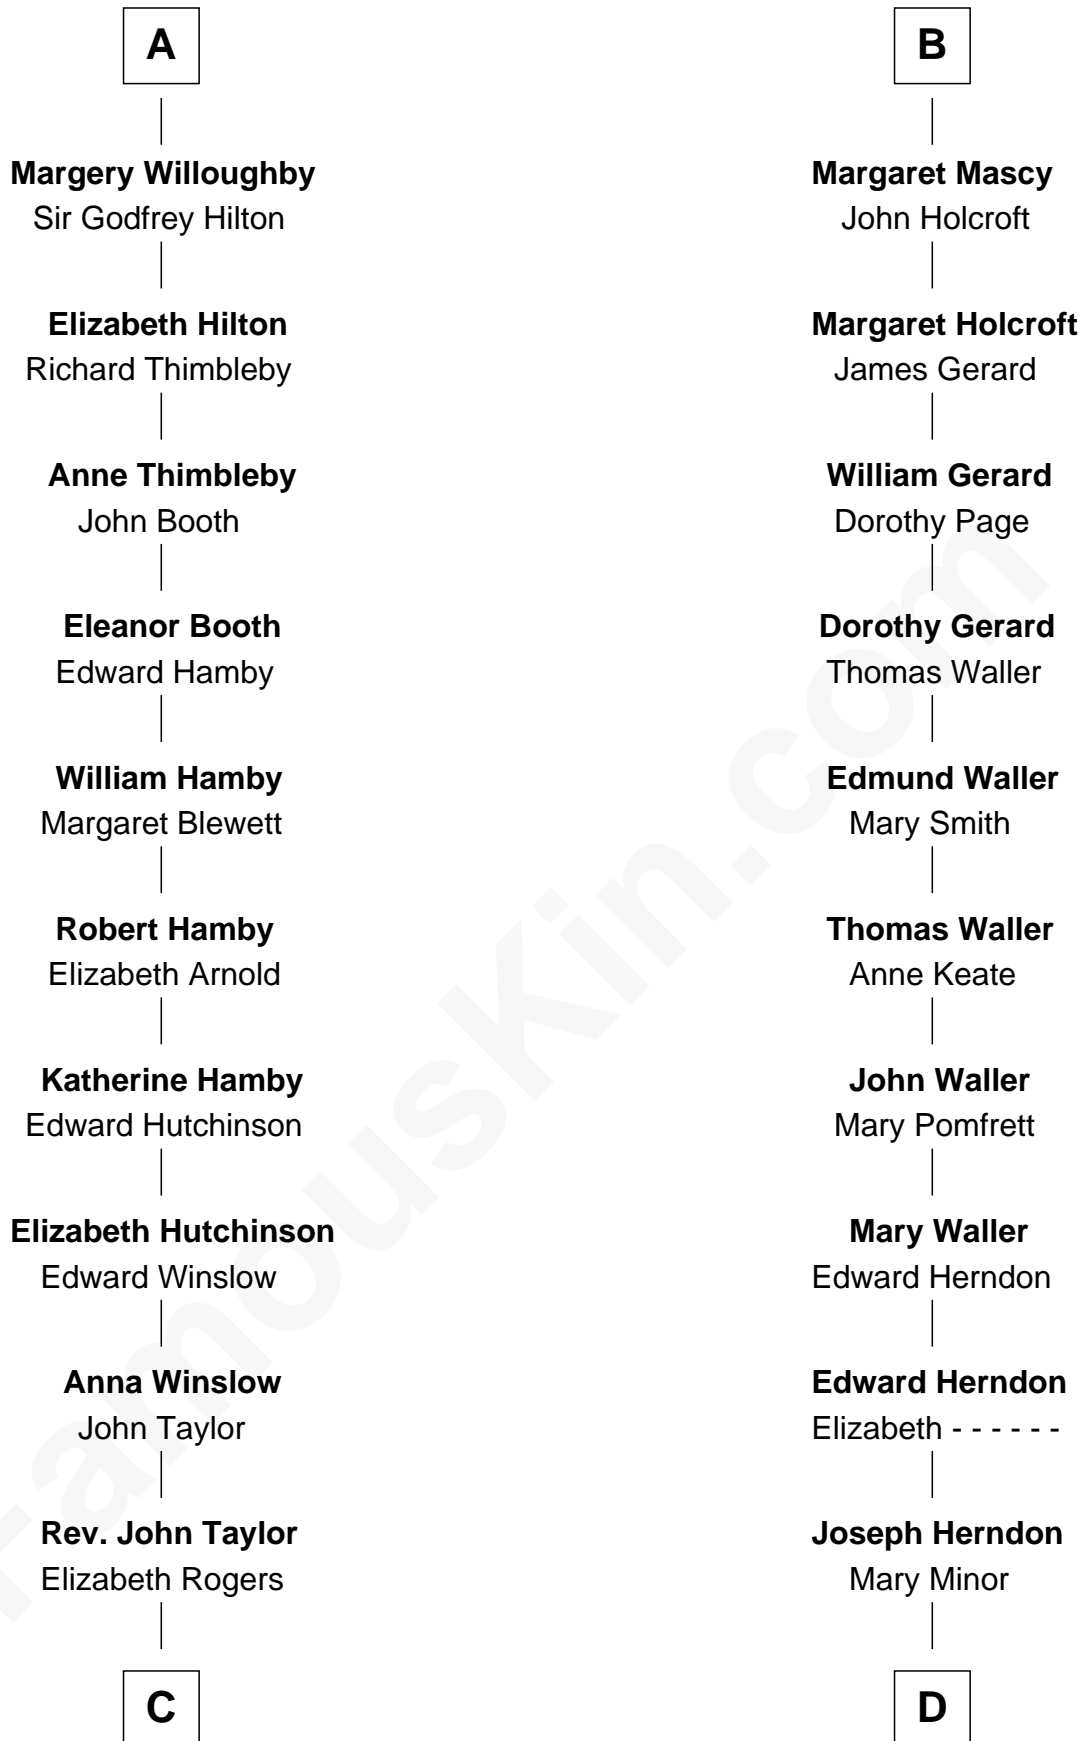 A
Margery Willoughby
Sir Godfrey Hilton
Elizabeth Hilton
Richard Thimbleby
Anne Thimbleby
John Booth
Eleanor Booth
Edward Hamby
William Hamby
Margaret Blewett
Robert Hamby
Elizabeth Arnold
Katherine Hamby
Edward Hutchinson
Elizabeth Hutchinson
Edward Winslow
Anna Winslow
John Taylor
Rev. John Taylor
Elizabeth Rogers
C
B
Margaret Mascy
John Holcroft
Margaret Holcroft
James Gerard
William Gerard
Dorothy Page
Dorothy Gerard
Thomas Waller
Edmund Waller
Mary Smith
Thomas Waller
Anne Keate
John Waller
Mary Pomfrett
Mary Waller
Edward Herndon
Edward Herndon
Elizabeth - - - - - -
Joseph Herndon
Mary Minor
D
FamousKin.com